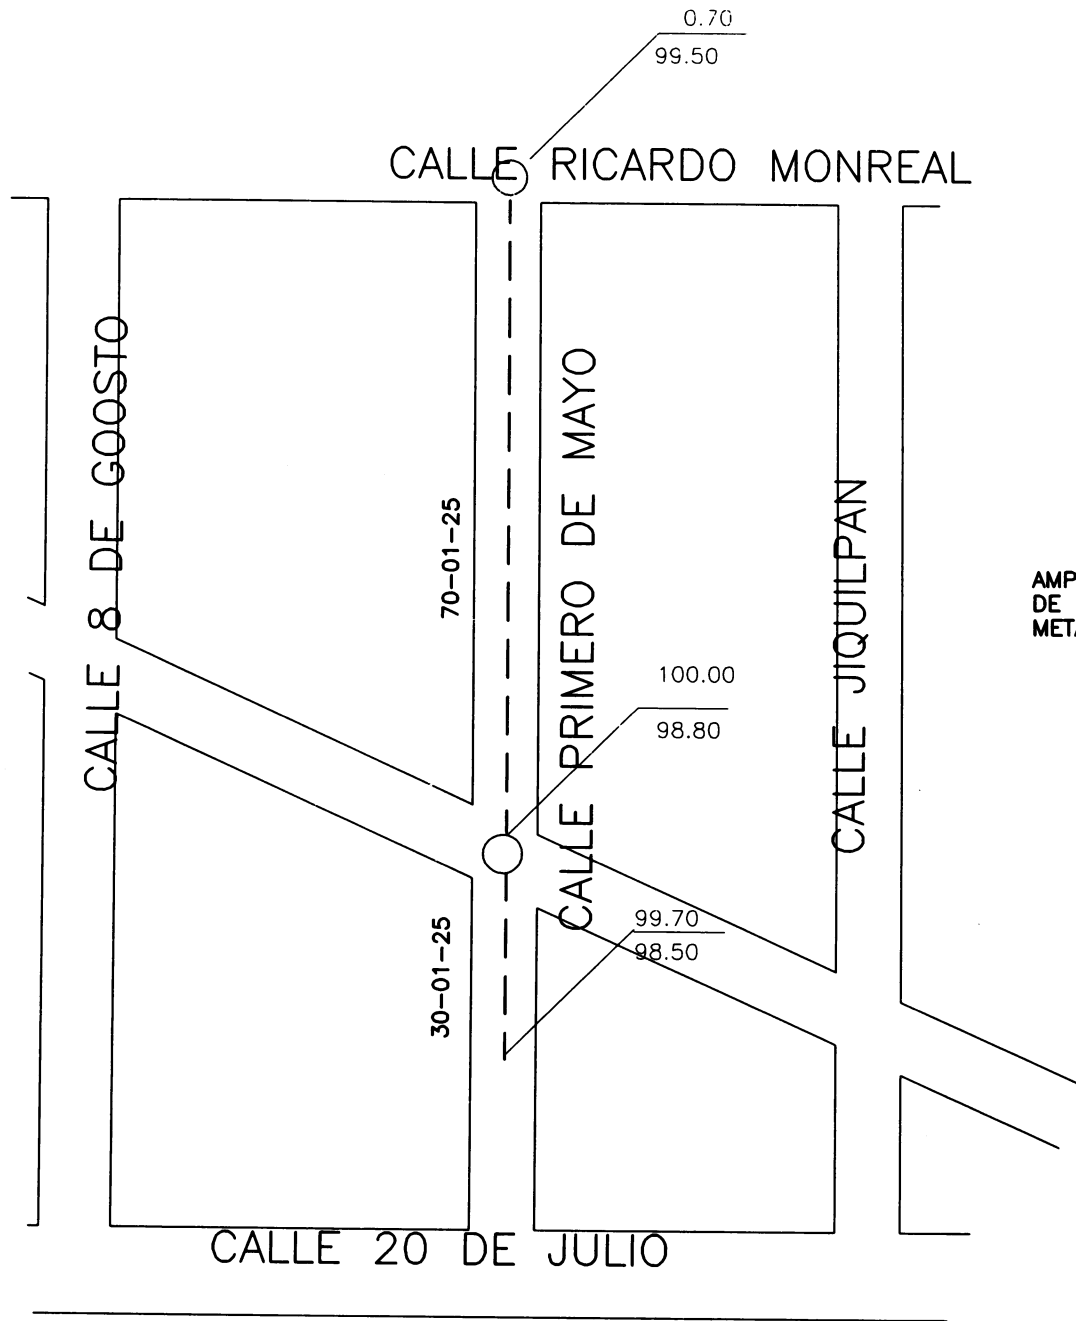 0.70
99.50
CALLE RICARDO MONREAL
CALLE 8 DE GOOSTO
70-01-25
CALLE PRIMERO DE MAYO
CALLE JIQUILPAN
AMP
DE
META
100.00
98.80
30-01-25
99.70
98.50
CALLE 20 DE JULIO